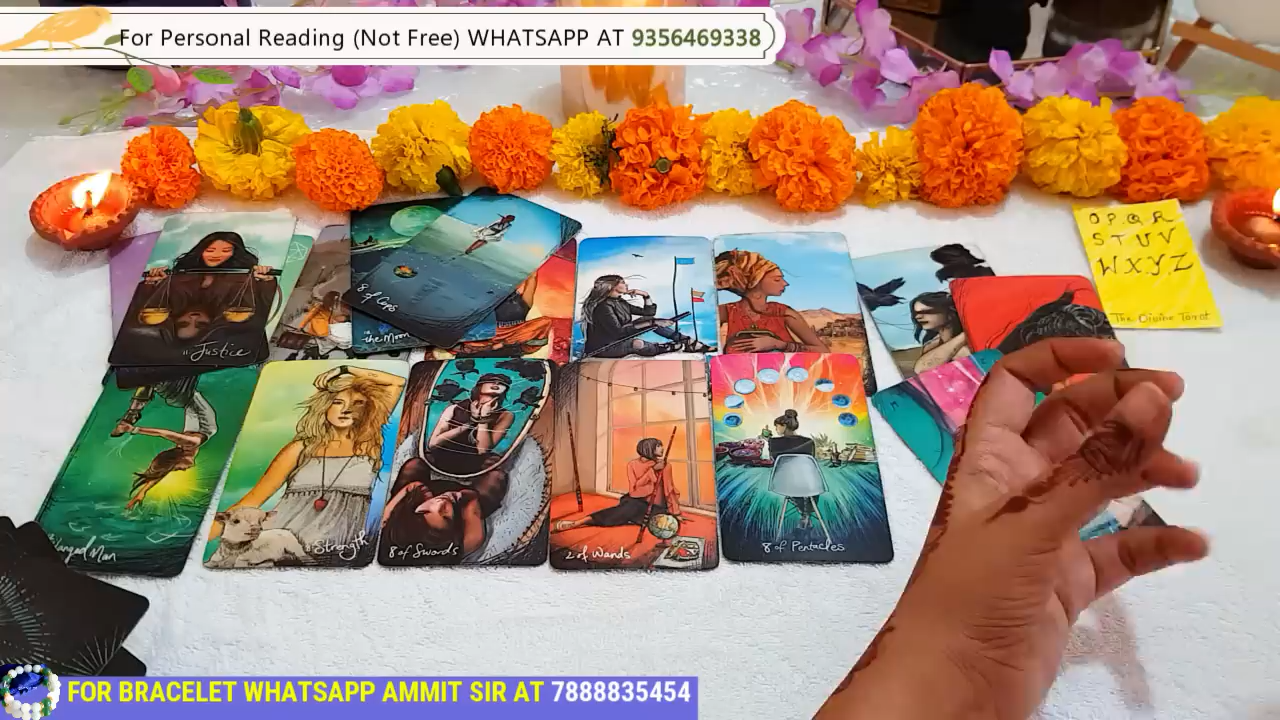 For Personal Reading (Not Free) WHATSAPP AT 9356469338
O P Q R
S T U V
W X Y Z
The Divine Tarot
8 of Cups
the Moon
11 Justice
Hanged Man
Strength
8 of Swords
2 of Wands
8 of Pentacles
FOR BRACELET WHATSAPP AMMIT SIR AT 7888835454